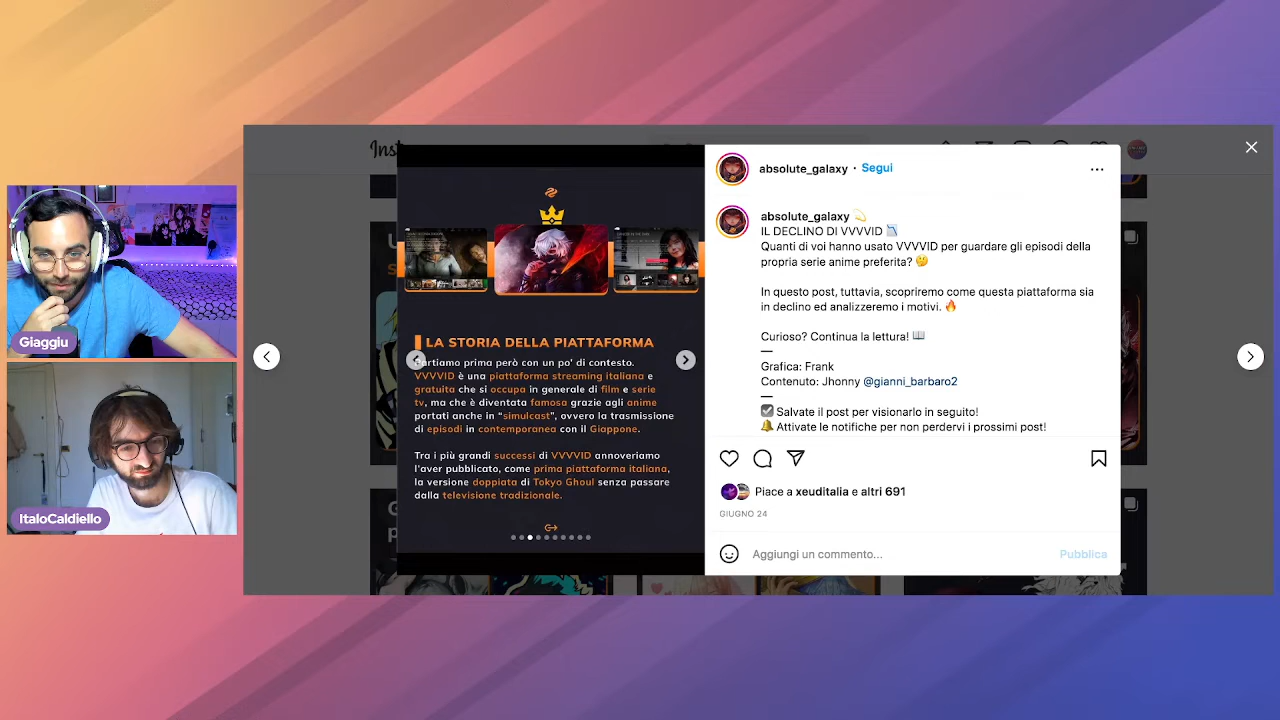 Giaggiu
ItaloCaldiello
Inst
LA STORIA DELLA PIATTAFORMA
Partiamo prima però con un po' di contesto.
VVVVID è una piattaforma streaming italiana e
gratuita che si occupa in generale di film e serie
tv, ma che è diventata famosa grazie agli anime
portati anche in "simulcast", ovvero la trasmissione
di episodi in contemporanea con il Giappone.
Tra i più grandi successi di VVVVID annoveriamo
l'aver pubblicato, come prima piattaforma italiana,
la versione doppiata di Tokyo Ghoul senza passare
dalla televisione tradizionale.
absolute_galaxy · Segui
absolute_galaxy 💫
IL DECLINO DI VVVVID 📉
Quanti di voi hanno usato VVVVID per guardare gli episodi della
propria serie anime preferita? 🤔
In questo post, tuttavia, scopriremo come questa piattaforma sia
in declino ed analizzeremo i motivi. 🔥
Curioso? Continua la lettura! 📖
—
Grafica: Frank
Contenuto: Jhonny @gianni_barbaro2
—
☑️ Salvate il post per visionarlo in seguito!
🔔 Attivate le notifiche per non perdervi i prossimi post!
Piace a xeuditalia e altri 691
GIUGNO 24
Aggiungi un commento...
Pubblica